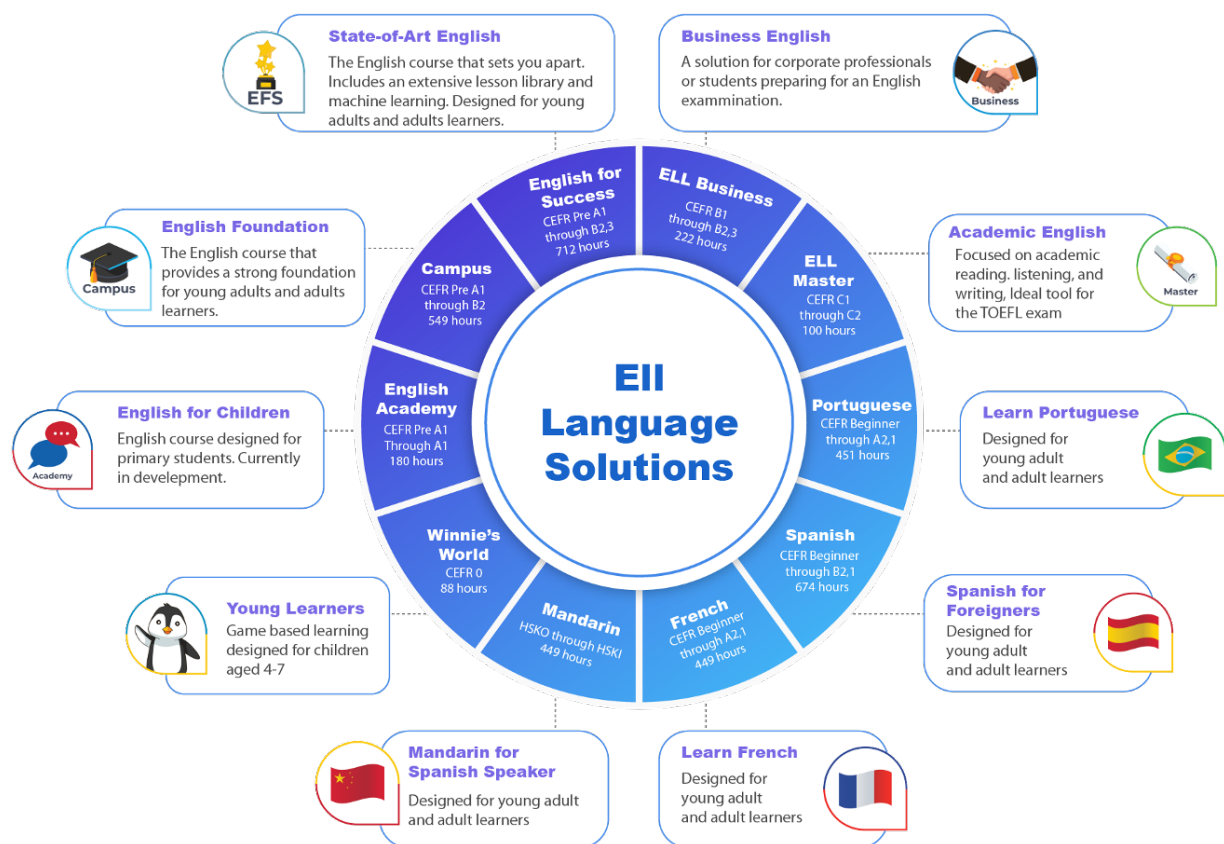 State-of-Art English
The English course that sets you apart.
Includes an extensive lesson library and
machine learning. Designed for young
adults and adults learners.
EFS
Business English
A solution for corporate professionals
or students preparing for an English
exammination.
Business
English Foundation
The English course that
provides a strong foundation
for young adults and adults
learners.
Campus
Academic English
Focused on academic
reading. listening, and
writing, Ideal tool for
the TOEFL exam
Master
English for Children
English course designed for
primary students. Currently
in develepment.
Academy
Learn Portuguese
Designed for
young adult
and adult learners
Young Learners
Game based learning
designed for children
aged 4-7
Spanish for
Foreigners
Designed for
young adult
and adult learners
Mandarin for
Spanish Speaker
Designed for young adult
and adult learners
Learn French
Designed for
young adult
and adult learners
English for
Success
CEFR Pre A1
through B2,3
712 hours
ELL Business
CEFR B1
through B2,3
222 hours
Campus
CEFR Pre A1
through B2
549 hours
ELL
Master
CEFR C1
through C2
100 hours
English
Academy
CEFR Pre A1
Through A1
180 hours
Portuguese
CEFR Beginner
through A2,1
451 hours
Winnie's
World
CEFR 0
88 hours
Spanish
CEFR Beginner
through B2,1
674 hours
Mandarin
HSKO through HSKI
449 hours
French
CEFR Beginner
through A2,1
449 hours
Ell
Language
Solutions